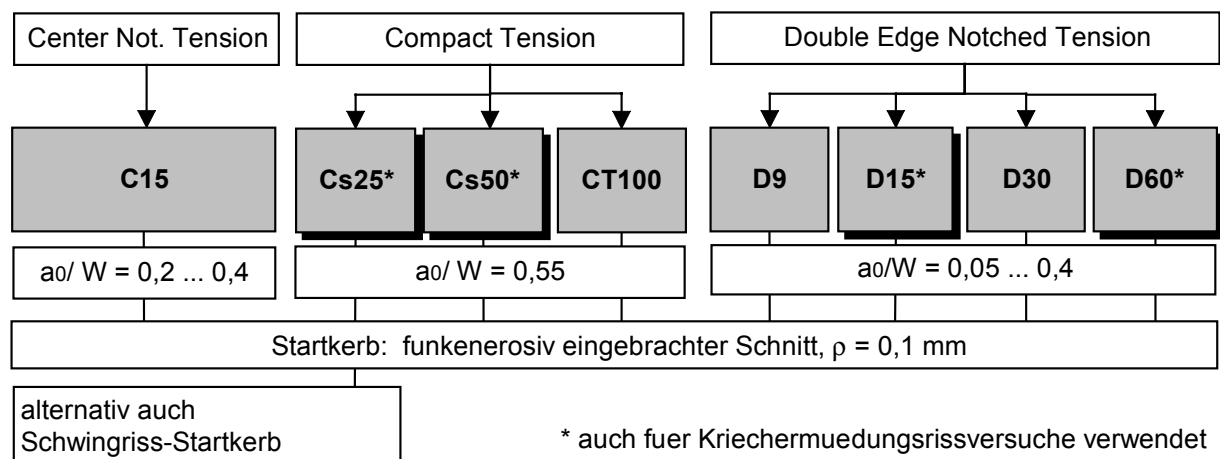 Center Not. Tension
Compact Tension
Double Edge Notched Tension
C15
Cs25*
Cs50*
CT100
D9
D15*
D30
D60*
a0/ W = 0,2 ... 0,4
a0/ W = 0,55
a0/W = 0,05 ... 0,4
Startkerb: funkenerosiv eingebrachter Schnitt, ρ = 0,1 mm
alternativ auch
Schwingriss-Startkerb
* auch fuer Kriechermuedungsrissversuche verwendet